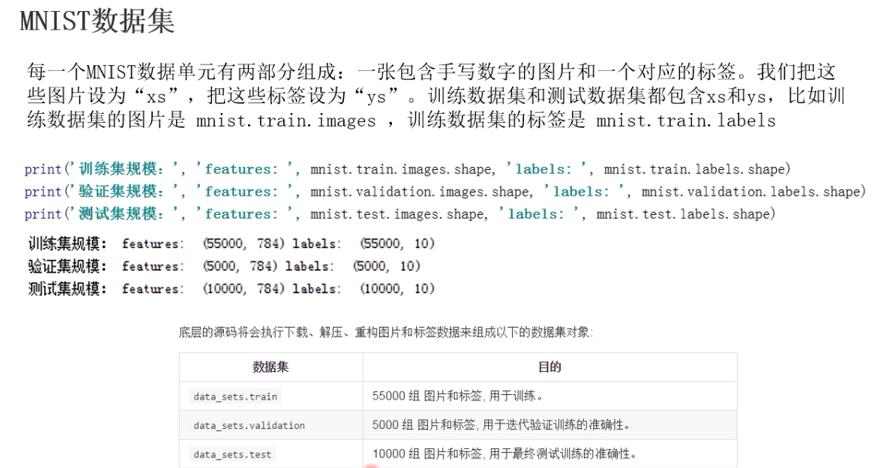 MNIST数据集
每一个MNIST数据单元有两部分组成：一张包含手写数字的图片和一个对应的标签。我们把这
些图片设为“xs”，把这些标签设为“ys”。训练数据集和测试数据集都包含xs和ys，比如训
练数据集的图片是 mnist.train.images ，训练数据集的标签是 mnist.train.labels
print('训练集规模：', 'features: ', mnist.train.images.shape, 'labels: ', mnist.train.labels.shape)
print('验证集规模：', 'features: ', mnist.validation.images.shape, 'labels: ', mnist.validation.labels.shape)
print('测试集规模：', 'features: ', mnist.test.images.shape, 'labels: ', mnist.test.labels.shape)
训练集规模： features:  (55000, 784) labels:  (55000, 10)
验证集规模： features:  (5000, 784) labels:  (5000, 10)
测试集规模： features:  (10000, 784) labels:  (10000, 10)
底层的源码将会执行下载、解压、重构图片和标签数据来组成以下的数据集对象:
数据集 目的
data_sets.train 55000 组 图片和标签, 用于训练。
data_sets.validation 5000 组 图片和标签, 用于迭代验证训练的准确性。
data_sets.test 10000 组 图片和标签, 用于最终测试训练的准确性。